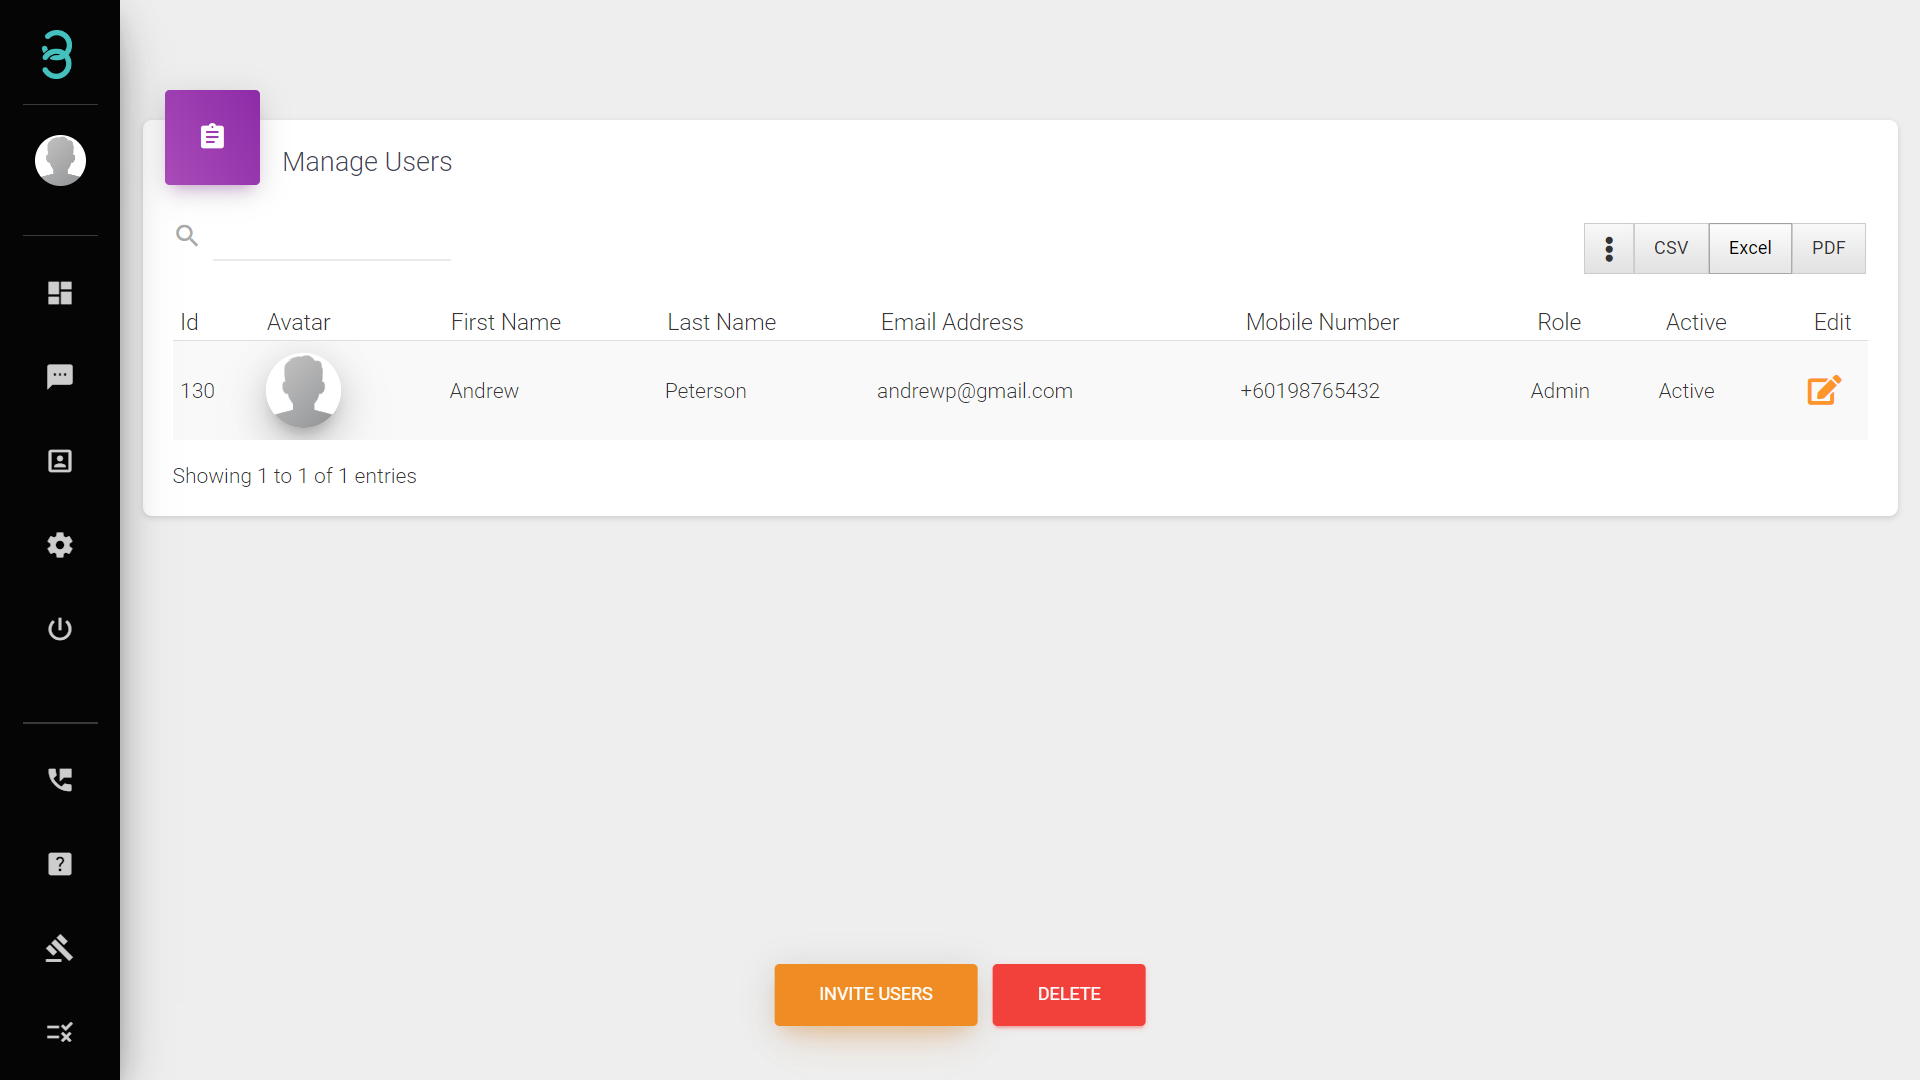 Manage Users
CSV Excel PDF
Id Avatar First Name Last Name Email Address Mobile Number Role Active Edit
130 Andrew Peterson andrewp@gmail.com +60198765432 Admin Active
Showing 1 to 1 of 1 entries
?
INVITE USERS DELETE